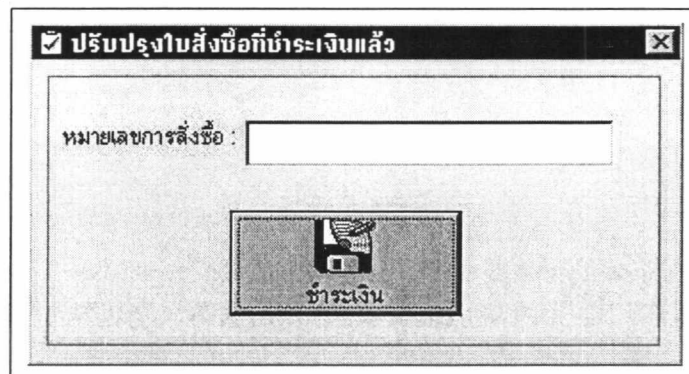 ปรับปรุงใบสั่งซื้อที่ชำระเงินแล้ว
หมายเลขการสั่งซื้อ :
ชำระเงิน